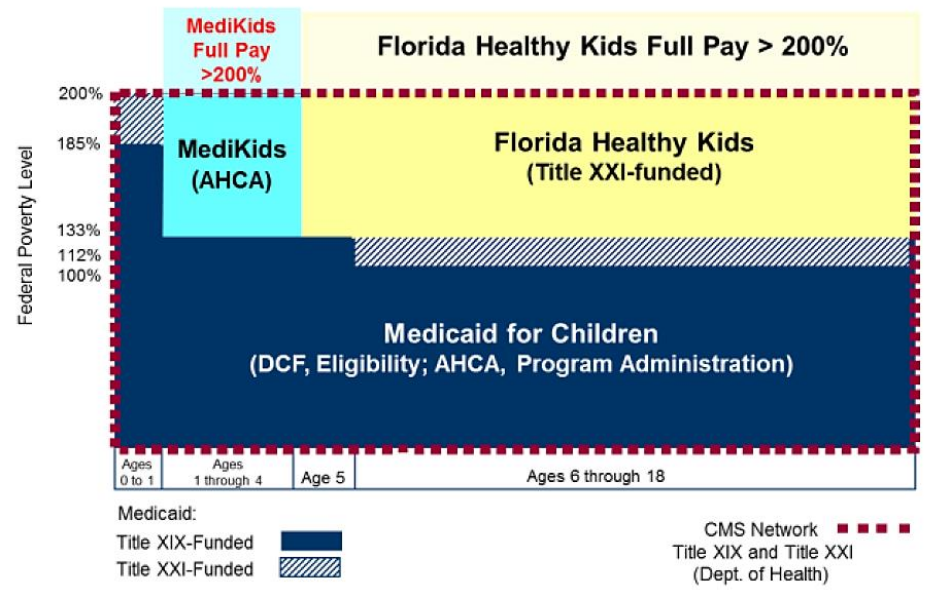 MediKids
Full Pay
>200%
Florida Healthy Kids Full Pay > 200%
200%
185%
133%
112%
100%
Federal Poverty Level
MediKids
(AHCA)
Florida Healthy Kids
(Title XXI-funded)
Medicaid for Children
(DCF, Eligibility; AHCA, Program Administration)
Ages
0 to 1
Ages
1 through 4
Age 5
Ages 6 through 18
Medicaid:
Title XIX-Funded
Title XXI-Funded
CMS Network
Title XIX and Title XXI
(Dept. of Health)